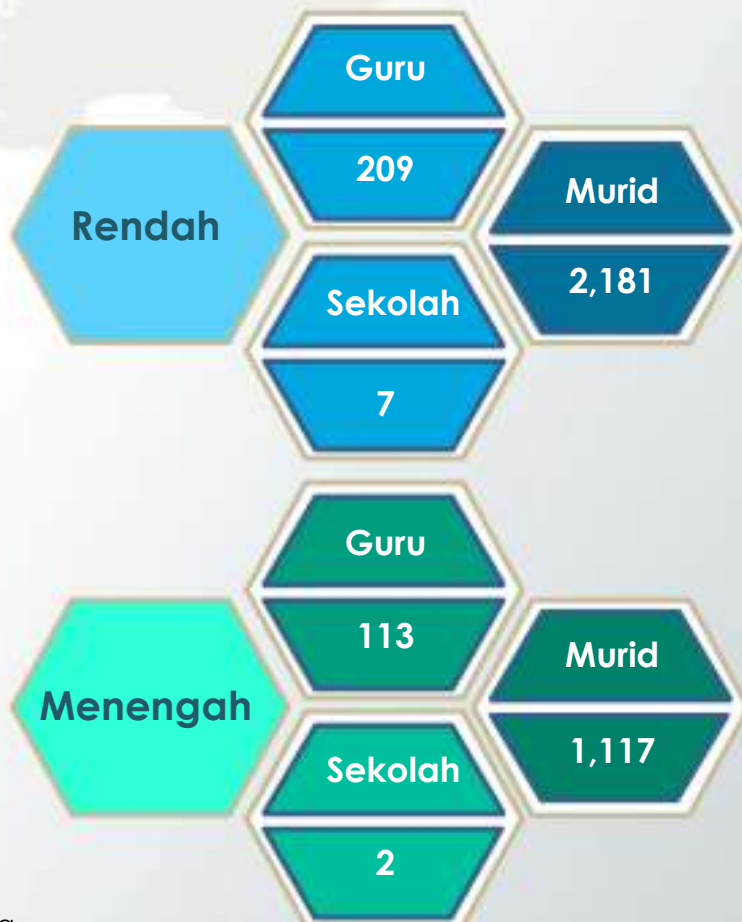 Rendah
Guru
209
Murid
2,181
Sekolah
7
Menengah
Guru
113
Murid
1,117
Sekolah
2